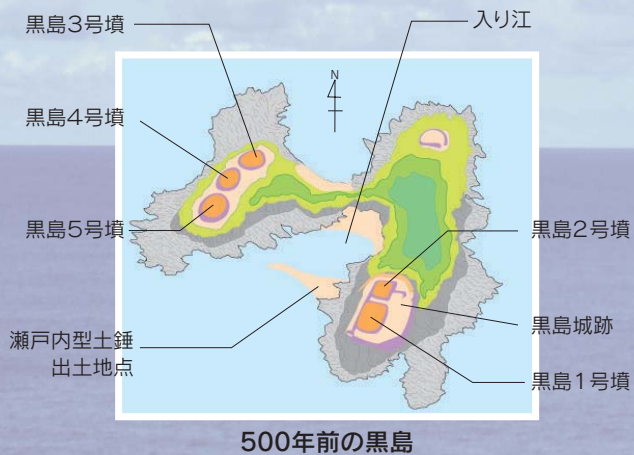 黒島3号墳
入り江
N
黒島4号墳
黒島5号墳
黒島2号墳
瀬戸内型土錘
出土地点
黒島城跡
黒島1号墳
500年前の黒島